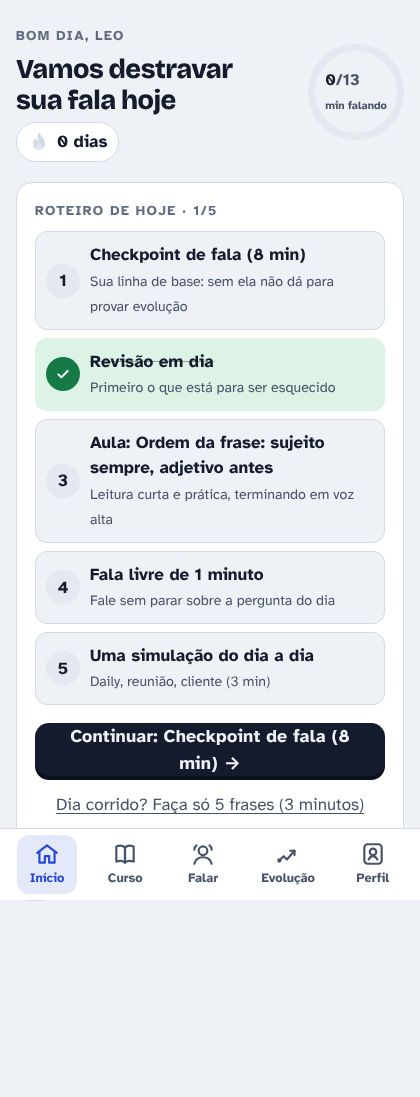 BOM DIA, LEO
Vamos destravar
sua fala hoje
0/13
min falando
0 dias
ROTEIRO DE HOJE · 1/5
1
Checkpoint de fala (8 min)
Sua linha de base: sem ela não dá para
provar evolução
Revisão em dia
Primeiro o que está para ser esquecido
3
Aula: Ordem da frase: sujeito
sempre, adjetivo antes
Leitura curta e prática, terminando em voz
alta
4
Fala livre de 1 minuto
Fale sem parar sobre a pergunta do dia
5
Uma simulação do dia a dia
Daily, reunião, cliente (3 min)
Continuar: Checkpoint de fala (8
min) →
Dia corrido? Faça só 5 frases (3 minutos)
Início
Curso
Falar
Evolução
Perfil